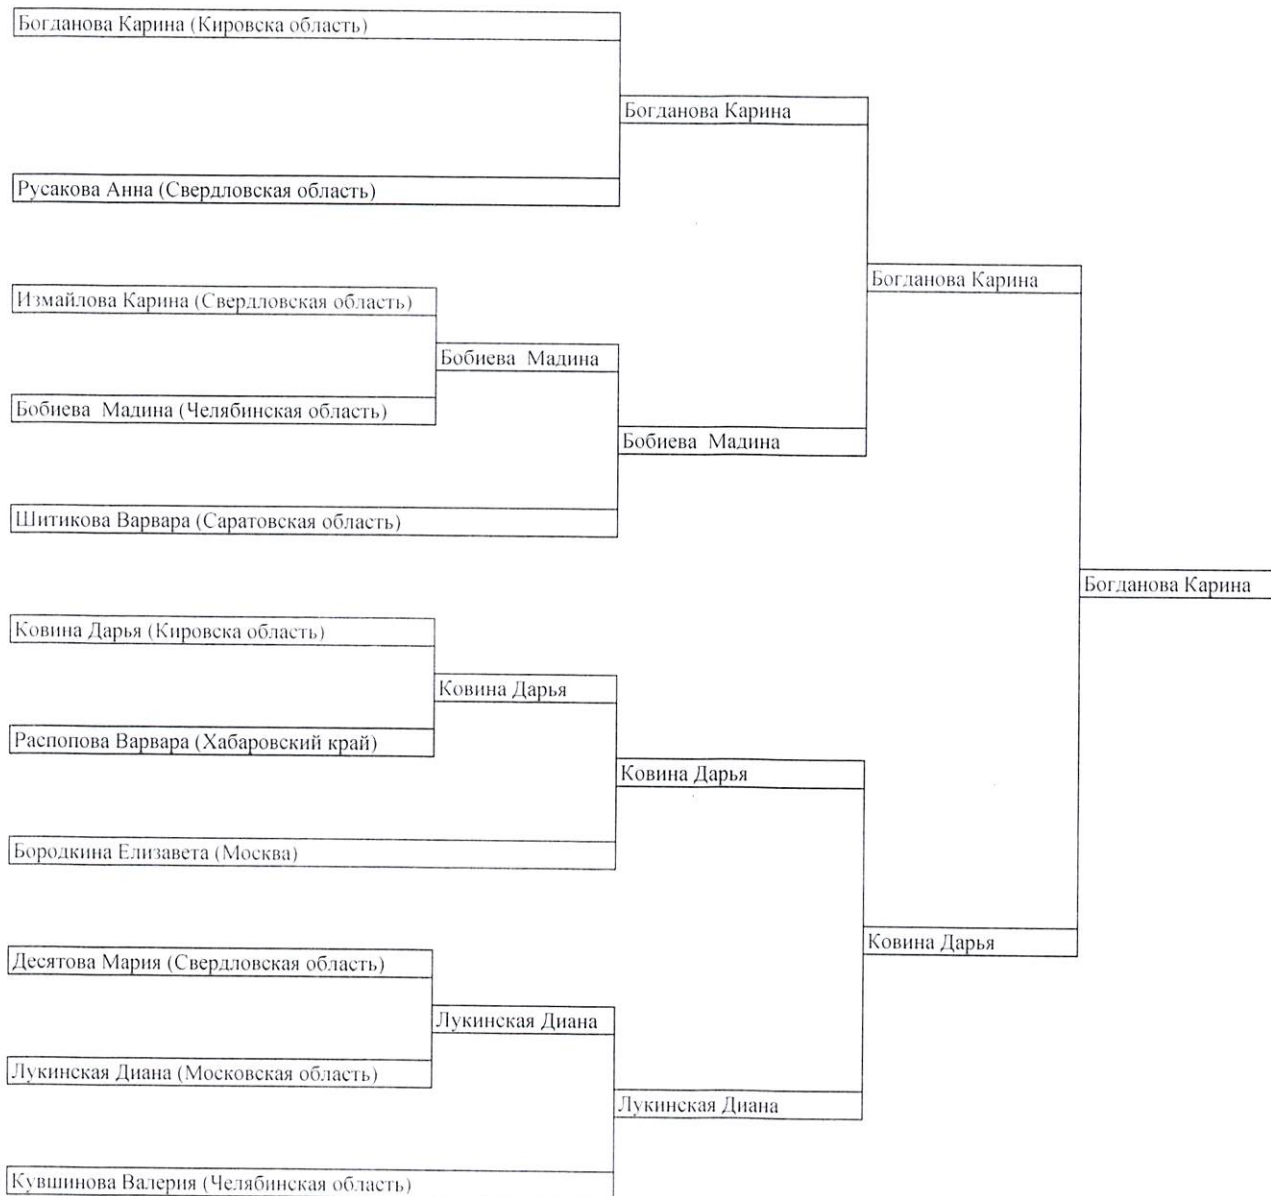 Богданова Карина (Кировска область)
Богданова Карина
Русакова Анна (Свердловская область)
Богданова Карина
Измайлова Карина (Свердловская область)
Бобиева Мадина
Бобиева Мадина (Челябинская область)
Бобиева Мадина
Шитикова Варвара (Саратовская область)
Богданова Карина
Ковина Дарья (Кировска область)
Ковина Дарья
Распопова Варвара (Хабаровский край)
Ковина Дарья
Бородкина Елизавета (Москва)
Ковина Дарья
Десятова Мария (Свердловская область)
Лукинская Диана
Лукинская Диана (Московская область)
Лукинская Диана
Кувшинова Валерия (Челябинская область)